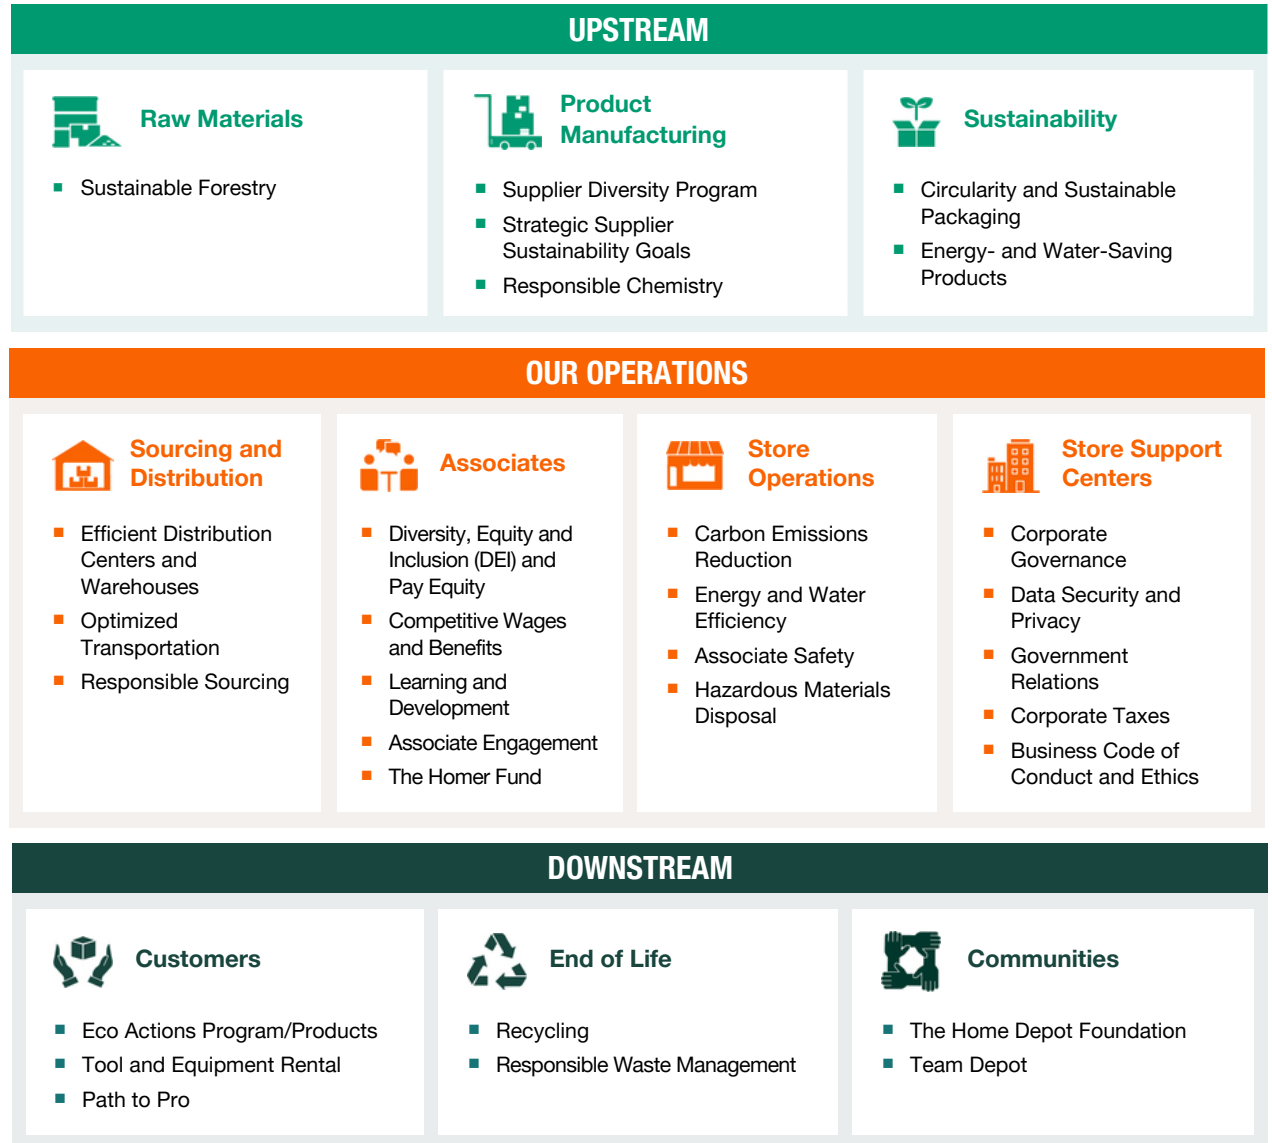 UPSTREAM
Raw Materials
Sustainable Forestry
Product
Manufacturing
Supplier Diversity Program
Strategic Supplier
Sustainability Goals
Responsible Chemistry
Sustainability
Circularity and Sustainable
Packaging
Energy- and Water-Saving
Products
OUR OPERATIONS
Sourcing and
Distribution
Efficient Distribution
Centers and
Warehouses
Optimized
Transportation
Responsible Sourcing
Associates
Diversity, Equity and
Inclusion (DEI) and
Pay Equity
Competitive Wages
and Benefits
Learning and
Development
Associate Engagement
The Homer Fund
Store
Operations
Carbon Emissions
Reduction
Energy and Water
Efficiency
Associate Safety
Hazardous Materials
Disposal
Store Support
Centers
Corporate
Governance
Data Security and
Privacy
Government
Relations
Corporate Taxes
Business Code of
Conduct and Ethics
DOWNSTREAM
Customers
Eco Actions Program/Products
Tool and Equipment Rental
Path to Pro
End of Life
Recycling
Responsible Waste Management
Communities
The Home Depot Foundation
Team Depot